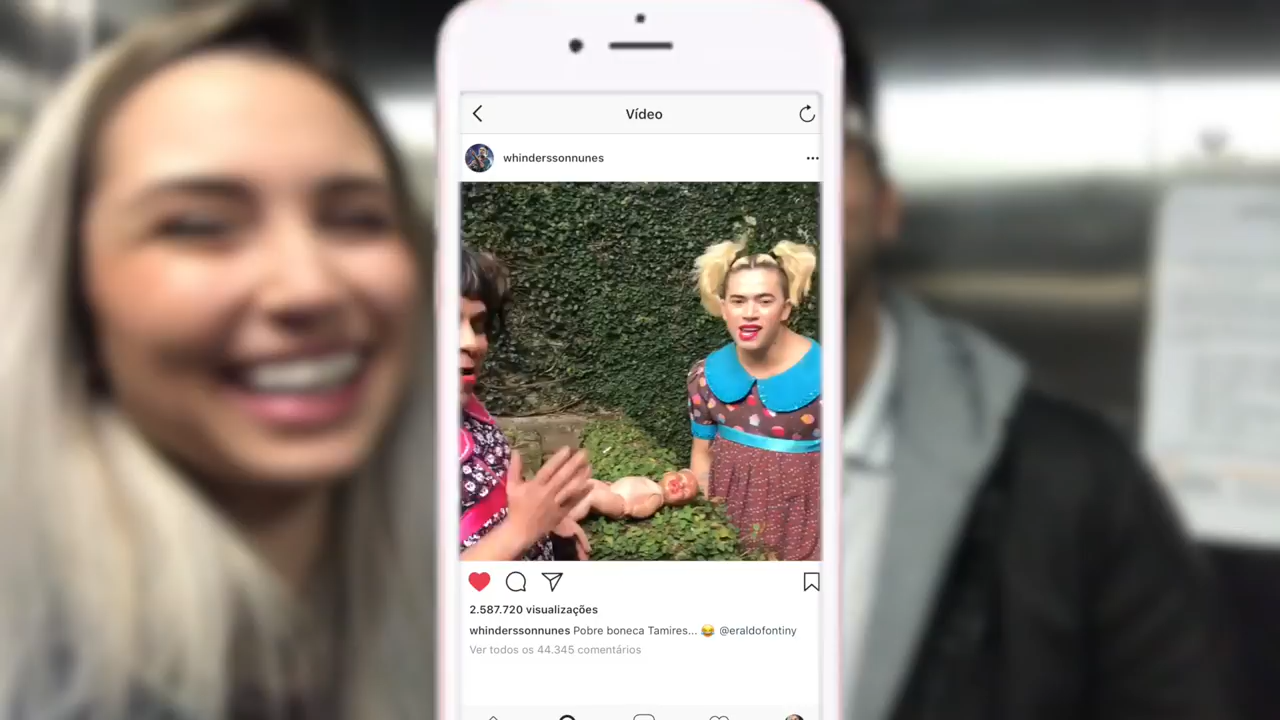 Vídeo
whinderssonnunes
2.587.720 visualizações
whinderssonnunes Pobre boneca Tamires... 😂 @eraldofontiny
Ver todos os 44.345 comentários